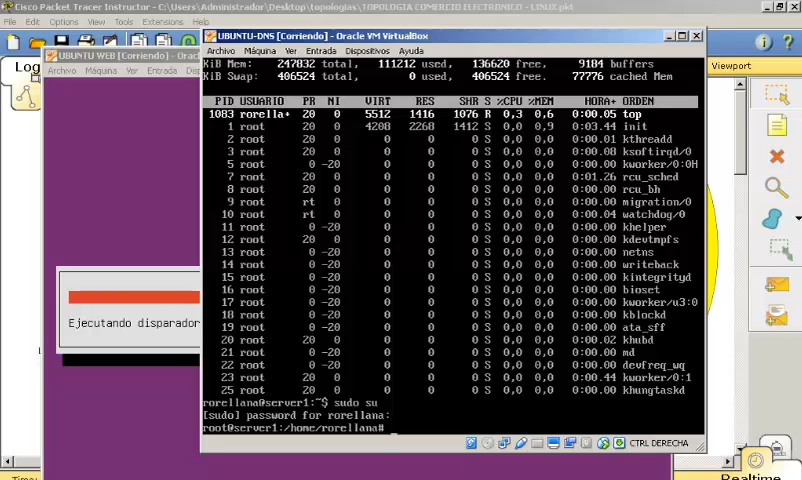 Cisco Packet Tracer Instructor - C:\Users\Administrador\Desktop\topologias\TOPOLOGIA COMERCIO ELECTRONICO - LINUX.pkt
File Edit Options View Tools Extensions Help
UBUNTU WEB [Corriendo] - Orac
Archivo Máquina Ver Entrada Disp
UBUNTU-DNS [Corriendo] - Oracle VM VirtualBox
Archivo Máquina Ver Entrada Dispositivos Ayuda
Log
Viewport
KiB Mem: 247832 total, 111212 used, 136620 free, 9184 buffers
KiB Swap: 406524 total, 0 used, 406524 free. 77776 cached Mem
PID USUARIO PR NI VIRT RES SHR S %CPU %MEM HORA+ ORDEN
1083 rorella+ 20 0 5512 1416 1076 R 0,3 0,6 0:00.05 top
1 root 20 0 4208 2268 1412 S 0,0 0,9 0:03.44 init
2 root 20 0 0 0 0 S 0,0 0,0 0:00.01 kthreadd
3 root 20 0 0 0 0 S 0,0 0,0 0:00.08 ksoftirqd/0
5 root 0 -20 0 0 0 S 0,0 0,0 0:00.00 kworker/0:0H
7 root 20 0 0 0 0 S 0,0 0,0 0:01.26 rcu_sched
8 root 20 0 0 0 0 S 0,0 0,0 0:00.00 rcu_bh
9 root rt 0 0 0 0 S 0,0 0,0 0:00.00 migration/0
10 root rt 0 0 0 0 S 0,0 0,0 0:00.04 watchdog/0
11 root 0 -20 0 0 0 S 0,0 0,0 0:00.00 khelper
12 root 20 0 0 0 0 S 0,0 0,0 0:00.00 kdevtmpfs
13 root 0 -20 0 0 0 S 0,0 0,0 0:00.00 netns
14 root 0 -20 0 0 0 S 0,0 0,0 0:00.00 writeback
15 root 0 -20 0 0 0 S 0,0 0,0 0:00.00 kintegrityd
16 root 0 -20 0 0 0 S 0,0 0,0 0:00.00 bioset
17 root 0 -20 0 0 0 S 0,0 0,0 0:00.00 kworker/u3:0
18 root 0 -20 0 0 0 S 0,0 0,0 0:00.00 kblockd
19 root 0 -20 0 0 0 S 0,0 0,0 0:00.00 ata_sff
20 root 20 0 0 0 0 S 0,0 0,0 0:00.02 khubd
21 root 0 -20 0 0 0 S 0,0 0,0 0:00.00 md
22 root 0 -20 0 0 0 S 0,0 0,0 0:00.00 devfreq_wq
23 root 20 0 0 0 0 S 0,0 0,0 0:00.44 kworker/0:1
25 root 20 0 0 0 0 S 0,0 0,0 0:00.00 khungtaskd
rorellana@server1:~$ sudo su
[sudo] password for rorellana:
root@server1:/home/rorellana#
Ejecutando disparador
CTRL DERECHA
Time:
Realtime